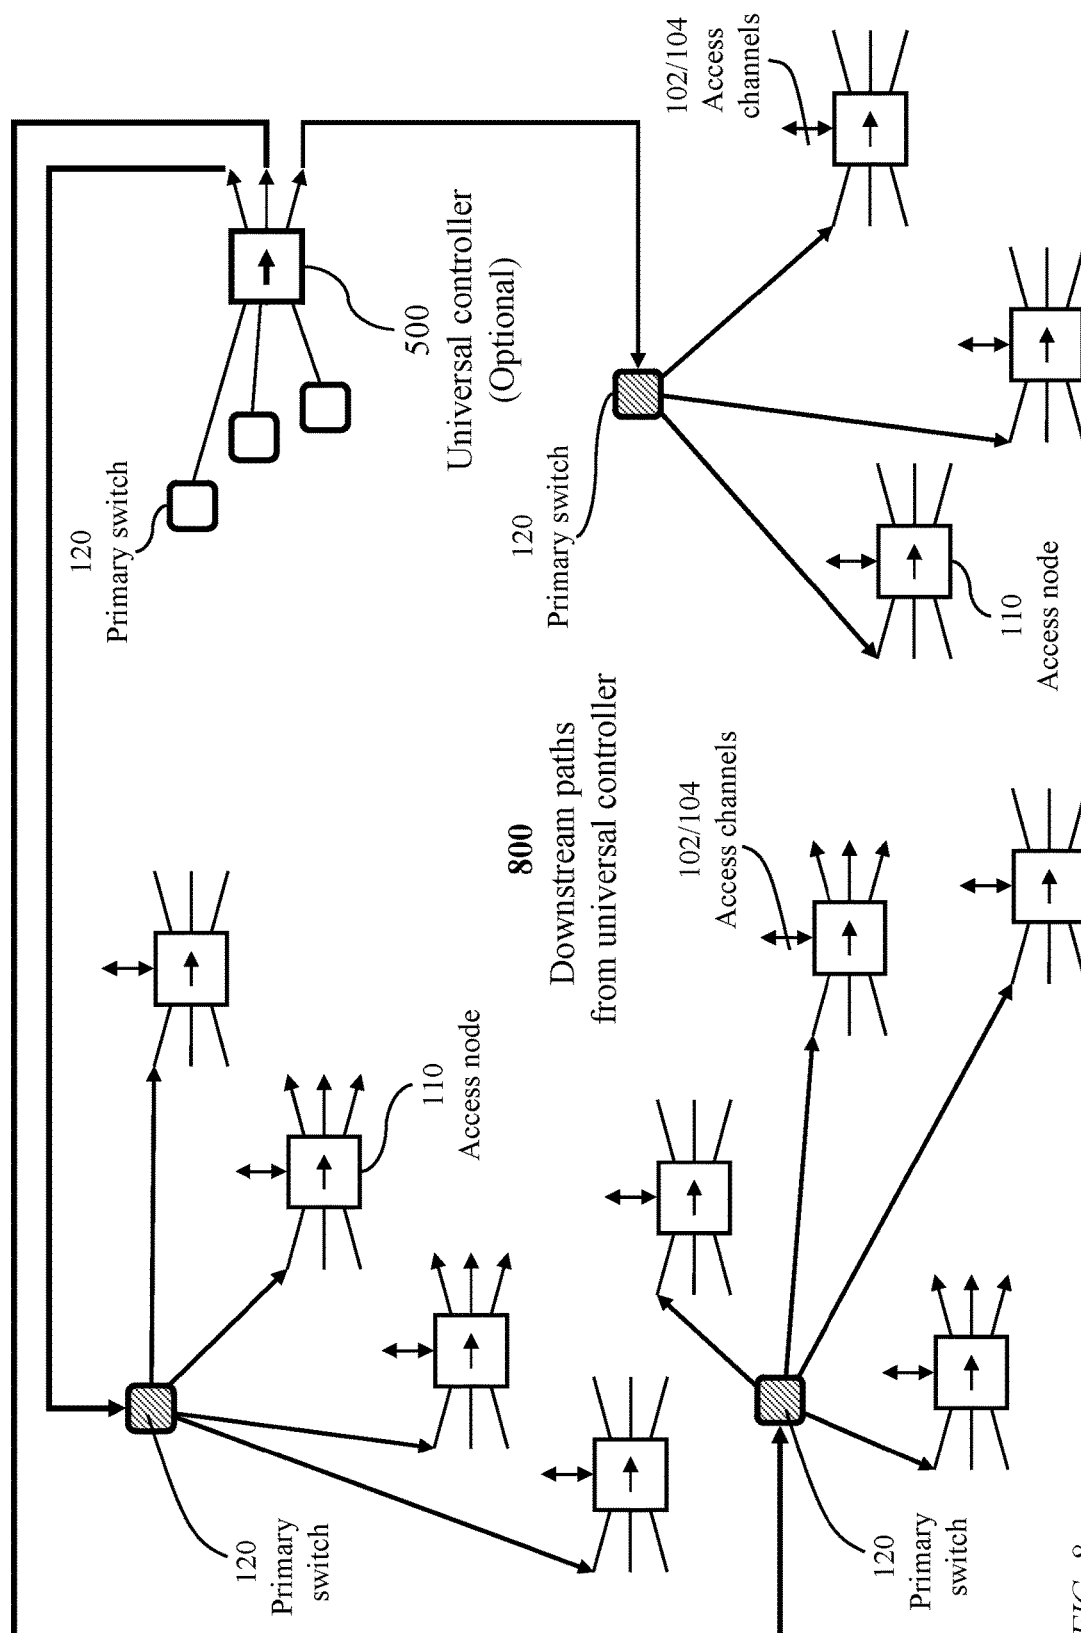 120
Primary switch
120
Primary
switch
500
Universal controller
(Optional)
110
Access node
800
Downstream paths
from universal controller
120
Primary switch
102/104
Access
channels
102/104
Access channels
120
Primary
switch
110
Access node
FIG. 8